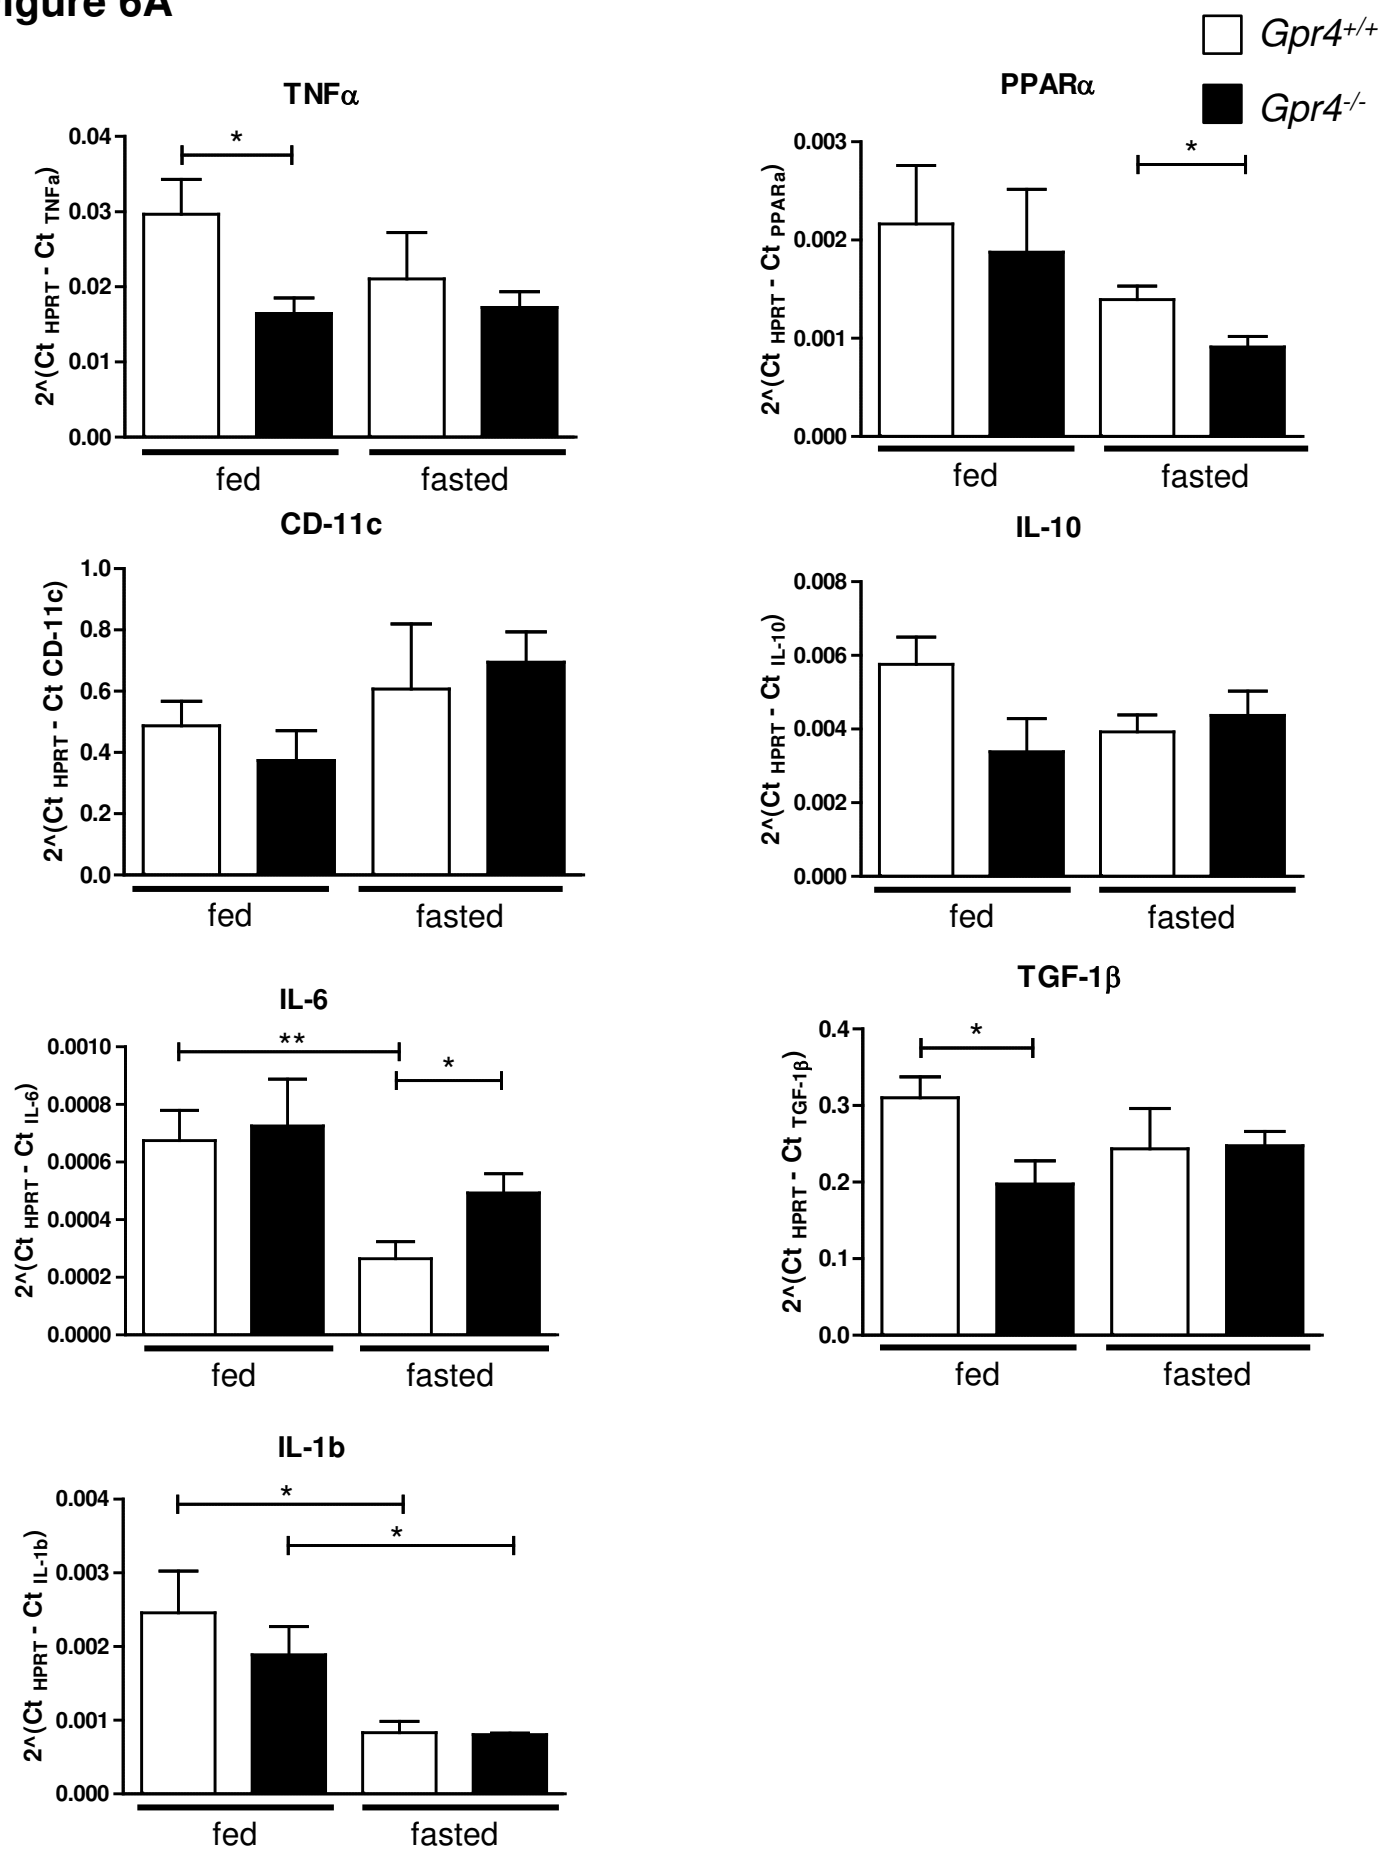 igure 6A
Gpr4+/+
Gpr4-/-
TNFα
2^(Ct HPRT - Ct TNFa)
0.04
0.03
0.02
0.01
0.00
*
fed
fasted
PPARα
2^(Ct HPRT - Ct PPARa)
0.003
0.002
0.001
0.000
*
fed
fasted
CD-11c
2^(Ct HPRT - Ct CD-11c)
1.0
0.8
0.6
0.4
0.2
0.0
fed
fasted
IL-10
2^(Ct HPRT - Ct IL-10)
0.008
0.006
0.004
0.002
0.000
fed
fasted
IL-6
2^(Ct HPRT - Ct IL-6)
0.0010
0.0008
0.0006
0.0004
0.0002
0.0000
**
*
fed
fasted
TGF-1β
2^(Ct HPRT - Ct TGF-1β)
0.4
0.3
0.2
0.1
0.0
*
fed
fasted
IL-1b
2^(Ct HPRT - Ct IL-1b)
0.004
0.003
0.002
0.001
0.000
*
*
fed
fasted